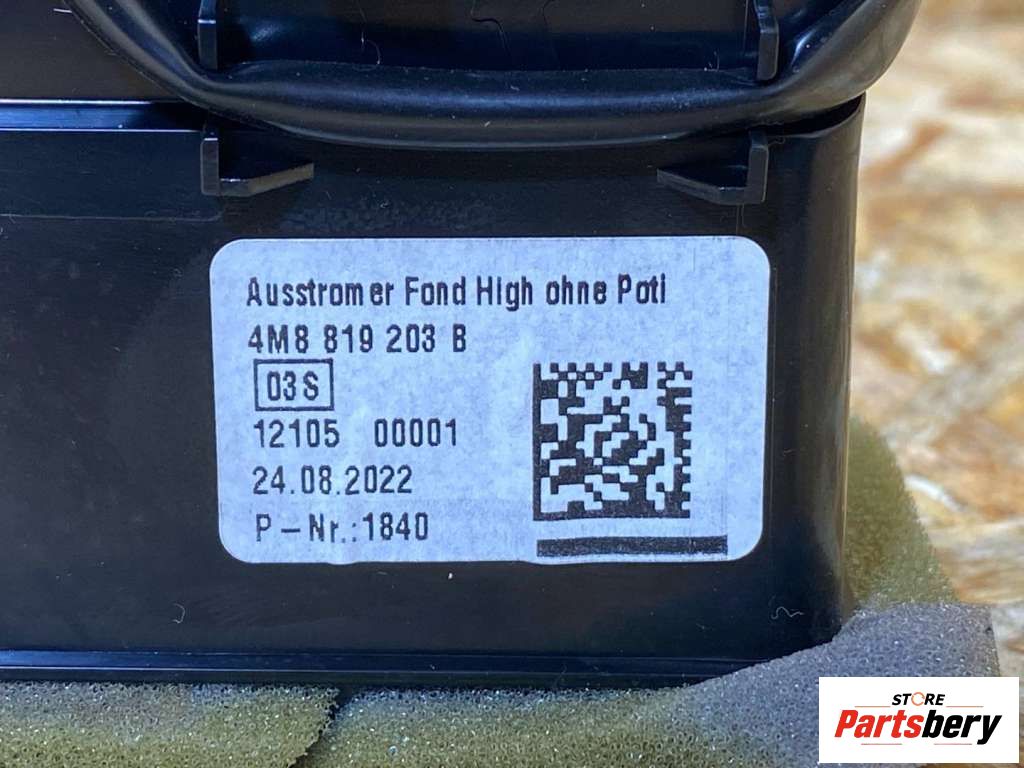 Ausstromer Fond High ohne Poti
4M8 819 203 B
03S
12105 00001
24.08.2022
P-Nr.:1840
STORE
Partsbery